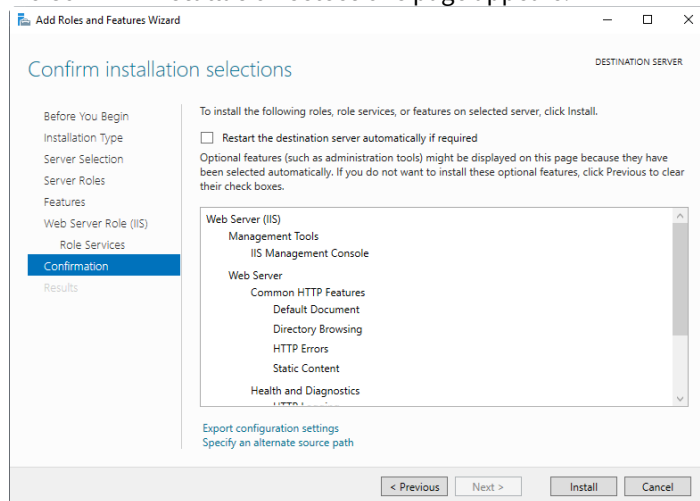 Add Roles and Features Wizard
Confirm installation selections
DESTINATION SERVER
Before You Begin
Installation Type
Server Selection
Server Roles
Features
Web Server Role (IIS)
Role Services
Confirmation
Results
To install the following roles, role services, or features on selected server, click Install.
Restart the destination server automatically if required
Optional features (such as administration tools) might be displayed on this page because they have
been selected automatically. If you do not want to install these optional features, click Previous to clear
their check boxes.
Web Server (IIS)
Management Tools
IIS Management Console
Web Server
Common HTTP Features
Default Document
Directory Browsing
HTTP Errors
Static Content
Health and Diagnostics
Export configuration settings
Specify an alternate source path
< Previous
Next >
Install
Cancel